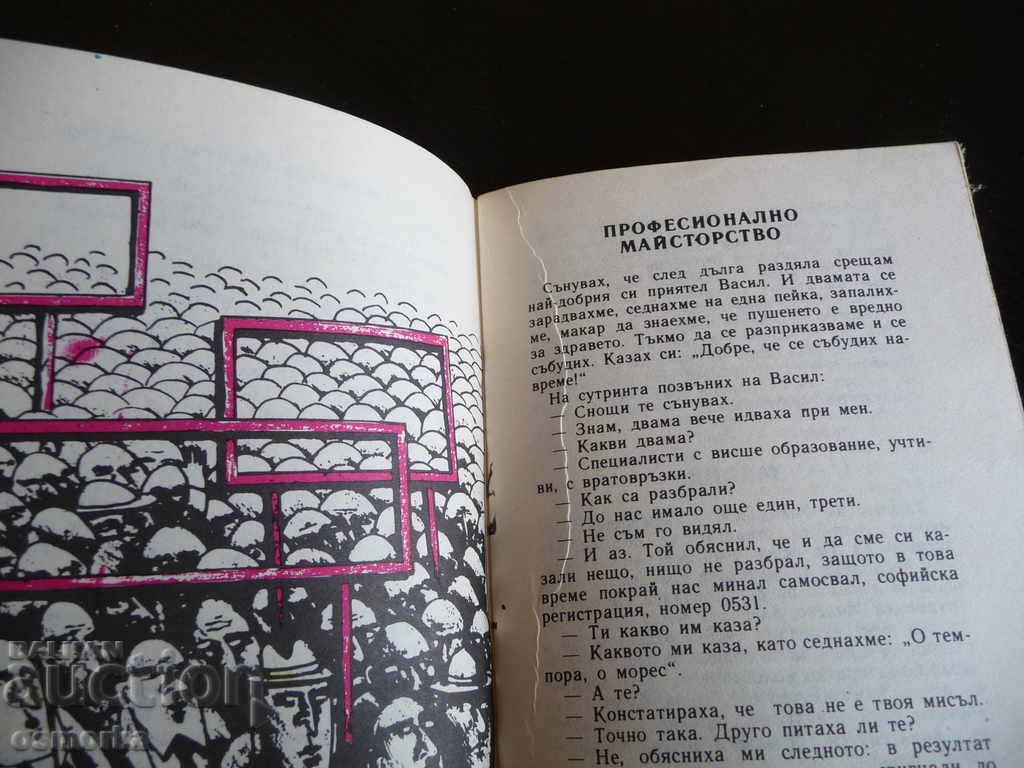 ПРОФЕСИОНАЛНО
МАЙСТОРСТВО
Сънувах, че след дълга раздяла срещам
най-добрия си приятел Васил. И двамата се
зарадвахме, седнахме на една пейка, запалих-
ме, макар да знаехме, че пушенето е вредно
за здравето. Тъкмо да се разприказваме и се
събудих. Казах си: „Добре, че се събудих на-
време!“
На сутринта позвъних на Васил:
— Снощи те сънувах.
— Знам, двама вече идваха при мен.
— Какви двама?
— Специалисти с висше образование, учти-
ви, с вратовръзки.
— Как са разбрали?
— До нас имало още един, трети.
— Не съм го видял.
— И аз. Той обяснил, че и да сме си ка-
зали нещо, нищо не разбрал, защото в това
време покрай нас минал самосвал, софийска
регистрация, номер 0531.
— Ти какво им каза?
— Каквото ми каза, като седнахме: „О тем-
пора, о морес“.
— А те?
— Констатираха, че това не е твоя мисъл.
— Точно така. Друго питаха ли те?
— Не, обясниха ми следното: в резултат
до
BALKAN
auction
osmorka